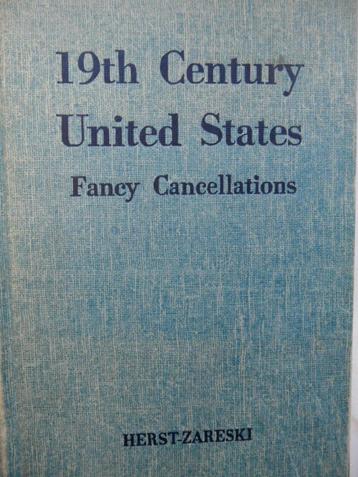 19th Century
United States
Fancy Cancellations
HERST-ZARESKI